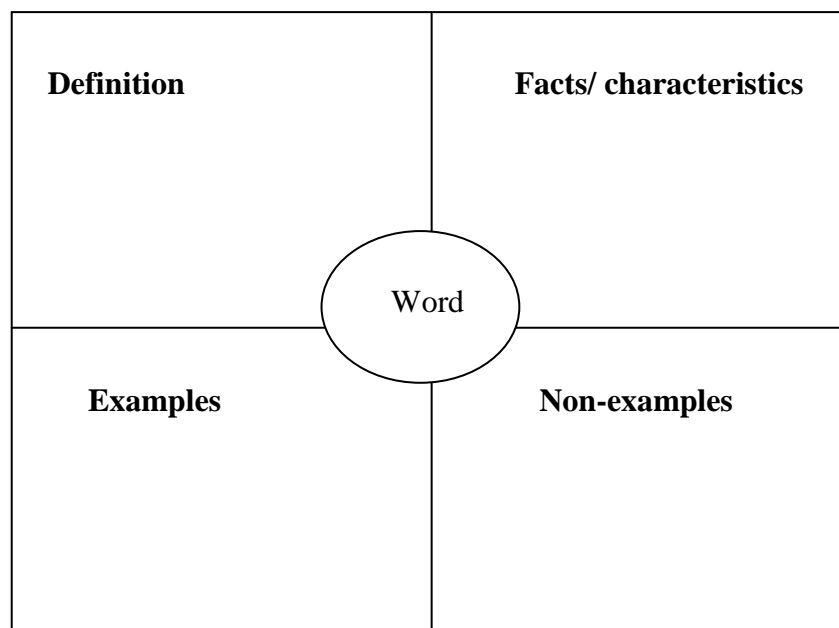 Definition
Facts/ characteristics
Word
Examples
Non-examples